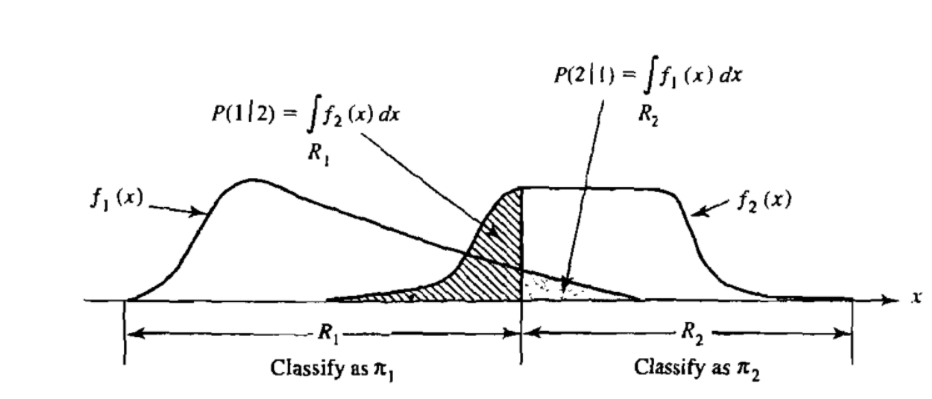 P(2|1) = ∫f₁ (x) dx
R₂
P(1|2) = ∫f₂ (x) dx
R₁
f₁ (x)
f₂ (x)
x
R₁
R₂
Classify as π₁
Classify as π₂